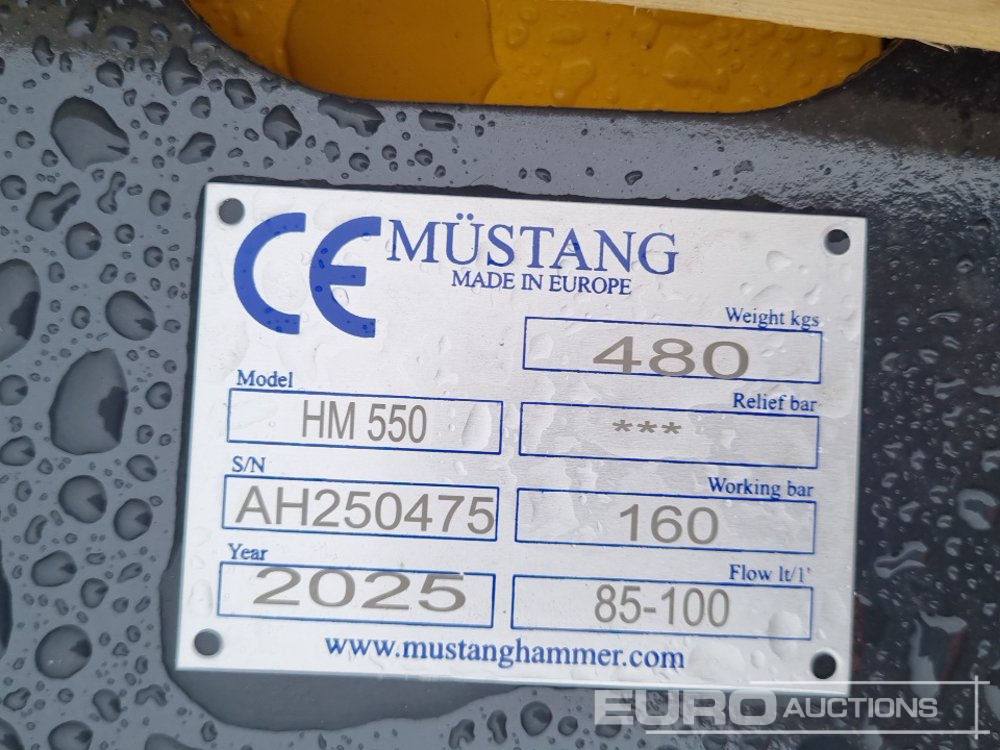 CE MÜSTANG
MADE IN EUROPE
Weight kgs
480
Model
HM 550
Relief bar
***
S/N
AH250475
Working bar
160
Year
2025
Flow lt/1'
85-100
www.mustanghammer.com
EURO AUCTIONS